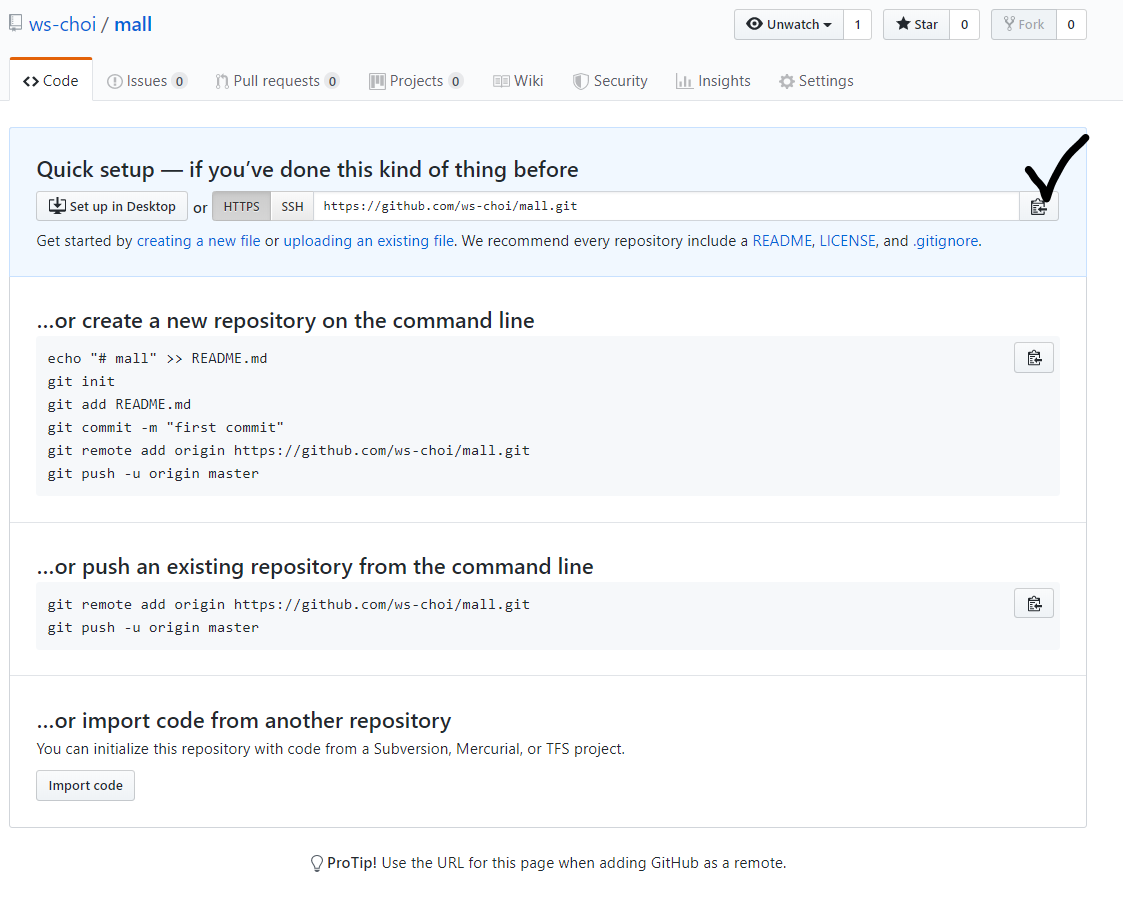 ws-choi / mall
Unwatch 1 Star 0 Fork 0
Code Issues 0 Pull requests 0 Projects 0 Wiki Security Insights Settings
Quick setup — if you’ve done this kind of thing before
Set up in Desktop or HTTPS SSH https://github.com/ws-choi/mall.git
Get started by creating a new file or uploading an existing file. We recommend every repository include a README, LICENSE, and .gitignore.
…or create a new repository on the command line
echo "# mall" >> README.md
git init
git add README.md
git commit -m "first commit"
git remote add origin https://github.com/ws-choi/mall.git
git push -u origin master
…or push an existing repository from the command line
git remote add origin https://github.com/ws-choi/mall.git
git push -u origin master
…or import code from another repository
You can initialize this repository with code from a Subversion, Mercurial, or TFS project.
Import code
ProTip! Use the URL for this page when adding GitHub as a remote.